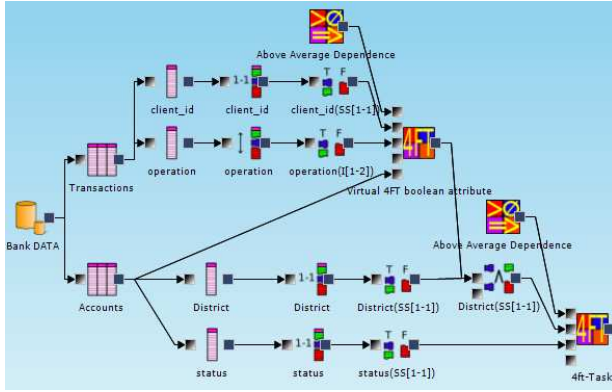 Above Average Dependence
T F
1-1
client_id
client_id
client_id(SS[1-1])
T F
4FT
Transactions
operation
operation
operation(I[1-2])
Virtual 4FT boolean attribute
Bank DATA
Above Average Dependence
1-1
T F
Accounts
District
District
District(SS[1-1])
District(SS[1-1])
4FT
1-1
T F
status
status
status(SS[1-1])
4ft-Task